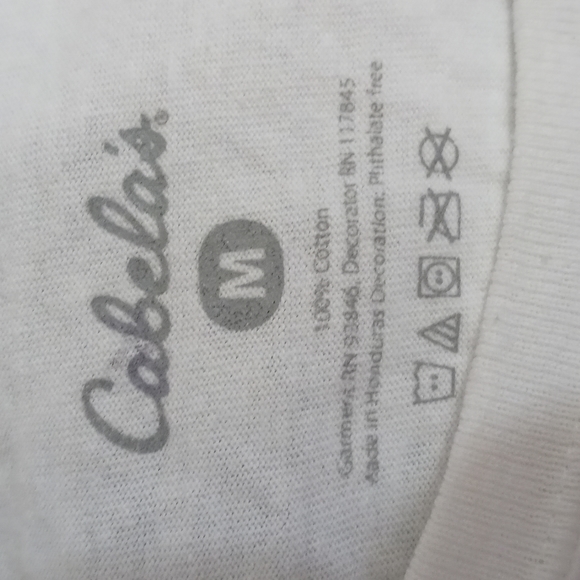 Cabela's®
M
100% Cotton
Garment RN 93846, Decorator RN 117845
Made in Honduras Decoration: Phthalate free